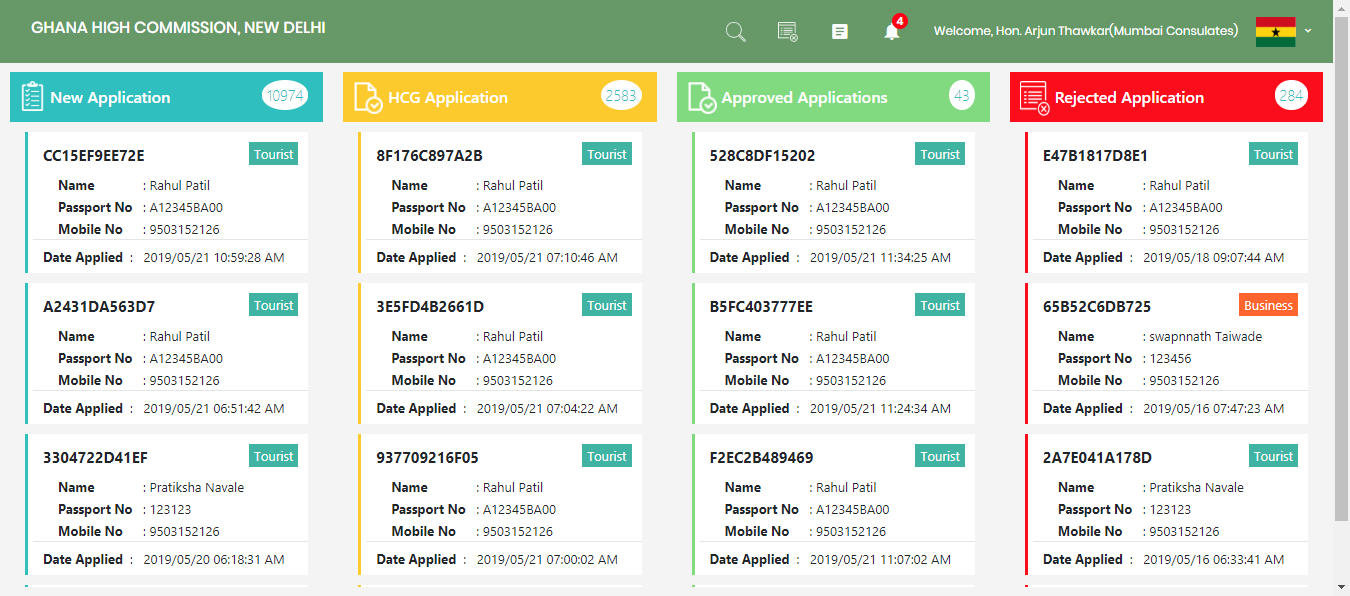 GHANA HIGH COMMISSION, NEW DELHI
4
Welcome, Hon. Arjun Thawkar(Mumbai Consulates)
New Application 10974
CC15EF9EE72E Tourist
Name : Rahul Patil
Passport No : A12345BA00
Mobile No : 9503152126
Date Applied : 2019/05/21 10:59:28 AM
A2431DA563D7 Tourist
Name : Rahul Patil
Passport No : A12345BA00
Mobile No : 9503152126
Date Applied : 2019/05/21 06:51:42 AM
3304722D41EF Tourist
Name : Pratiksha Navale
Passport No : 123123
Mobile No : 9503152126
Date Applied : 2019/05/20 06:18:31 AM
HCG Application 2583
8F176C897A2B Tourist
Name : Rahul Patil
Passport No : A12345BA00
Mobile No : 9503152126
Date Applied : 2019/05/21 07:10:46 AM
3E5FD4B2661D Tourist
Name : Rahul Patil
Passport No : A12345BA00
Mobile No : 9503152126
Date Applied : 2019/05/21 07:04:22 AM
937709216F05 Tourist
Name : Rahul Patil
Passport No : A12345BA00
Mobile No : 9503152126
Date Applied : 2019/05/21 07:00:02 AM
Approved Applications 43
528C8DF15202 Tourist
Name : Rahul Patil
Passport No : A12345BA00
Mobile No : 9503152126
Date Applied : 2019/05/21 11:34:25 AM
B5FC403777EE Tourist
Name : Rahul Patil
Passport No : A12345BA00
Mobile No : 9503152126
Date Applied : 2019/05/21 11:24:34 AM
F2EC2B489469 Tourist
Name : Rahul Patil
Passport No : A12345BA00
Mobile No : 9503152126
Date Applied : 2019/05/21 11:07:02 AM
Rejected Application 284
E47B1817D8E1 Tourist
Name : Rahul Patil
Passport No : A12345BA00
Mobile No : 9503152126
Date Applied : 2019/05/18 09:07:44 AM
65B52C6DB725 Business
Name : swapnnath Taiwade
Passport No : 123456
Mobile No : 9503152126
Date Applied : 2019/05/16 07:47:23 AM
2A7E041A178D Tourist
Name : Pratiksha Navale
Passport No : 123123
Mobile No : 9503152126
Date Applied : 2019/05/16 06:33:41 AM